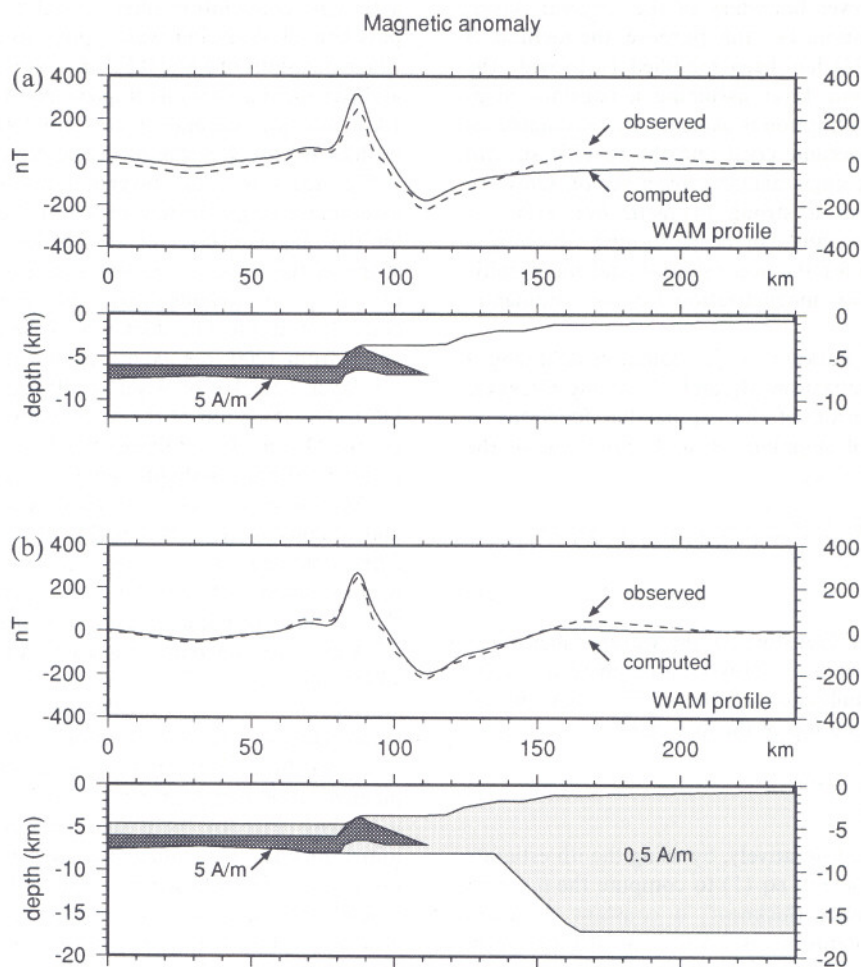 Magnetic anomaly
(a)
400 400
200 200
nT 0 0
-200 -200
-400 -400
observed
computed
WAM profile
0 50 100 150 200 km
depth (km)
0 0
-5 -5
-10 -10
5 A/m
(b)
400 400
200 200
nT 0 0
-200 -200
-400 -400
observed
computed
WAM profile
0 50 100 150 200 km
depth (km)
0 0
-5 -5
-10 -10
-15 -15
-20 -20
5 A/m
0.5 A/m